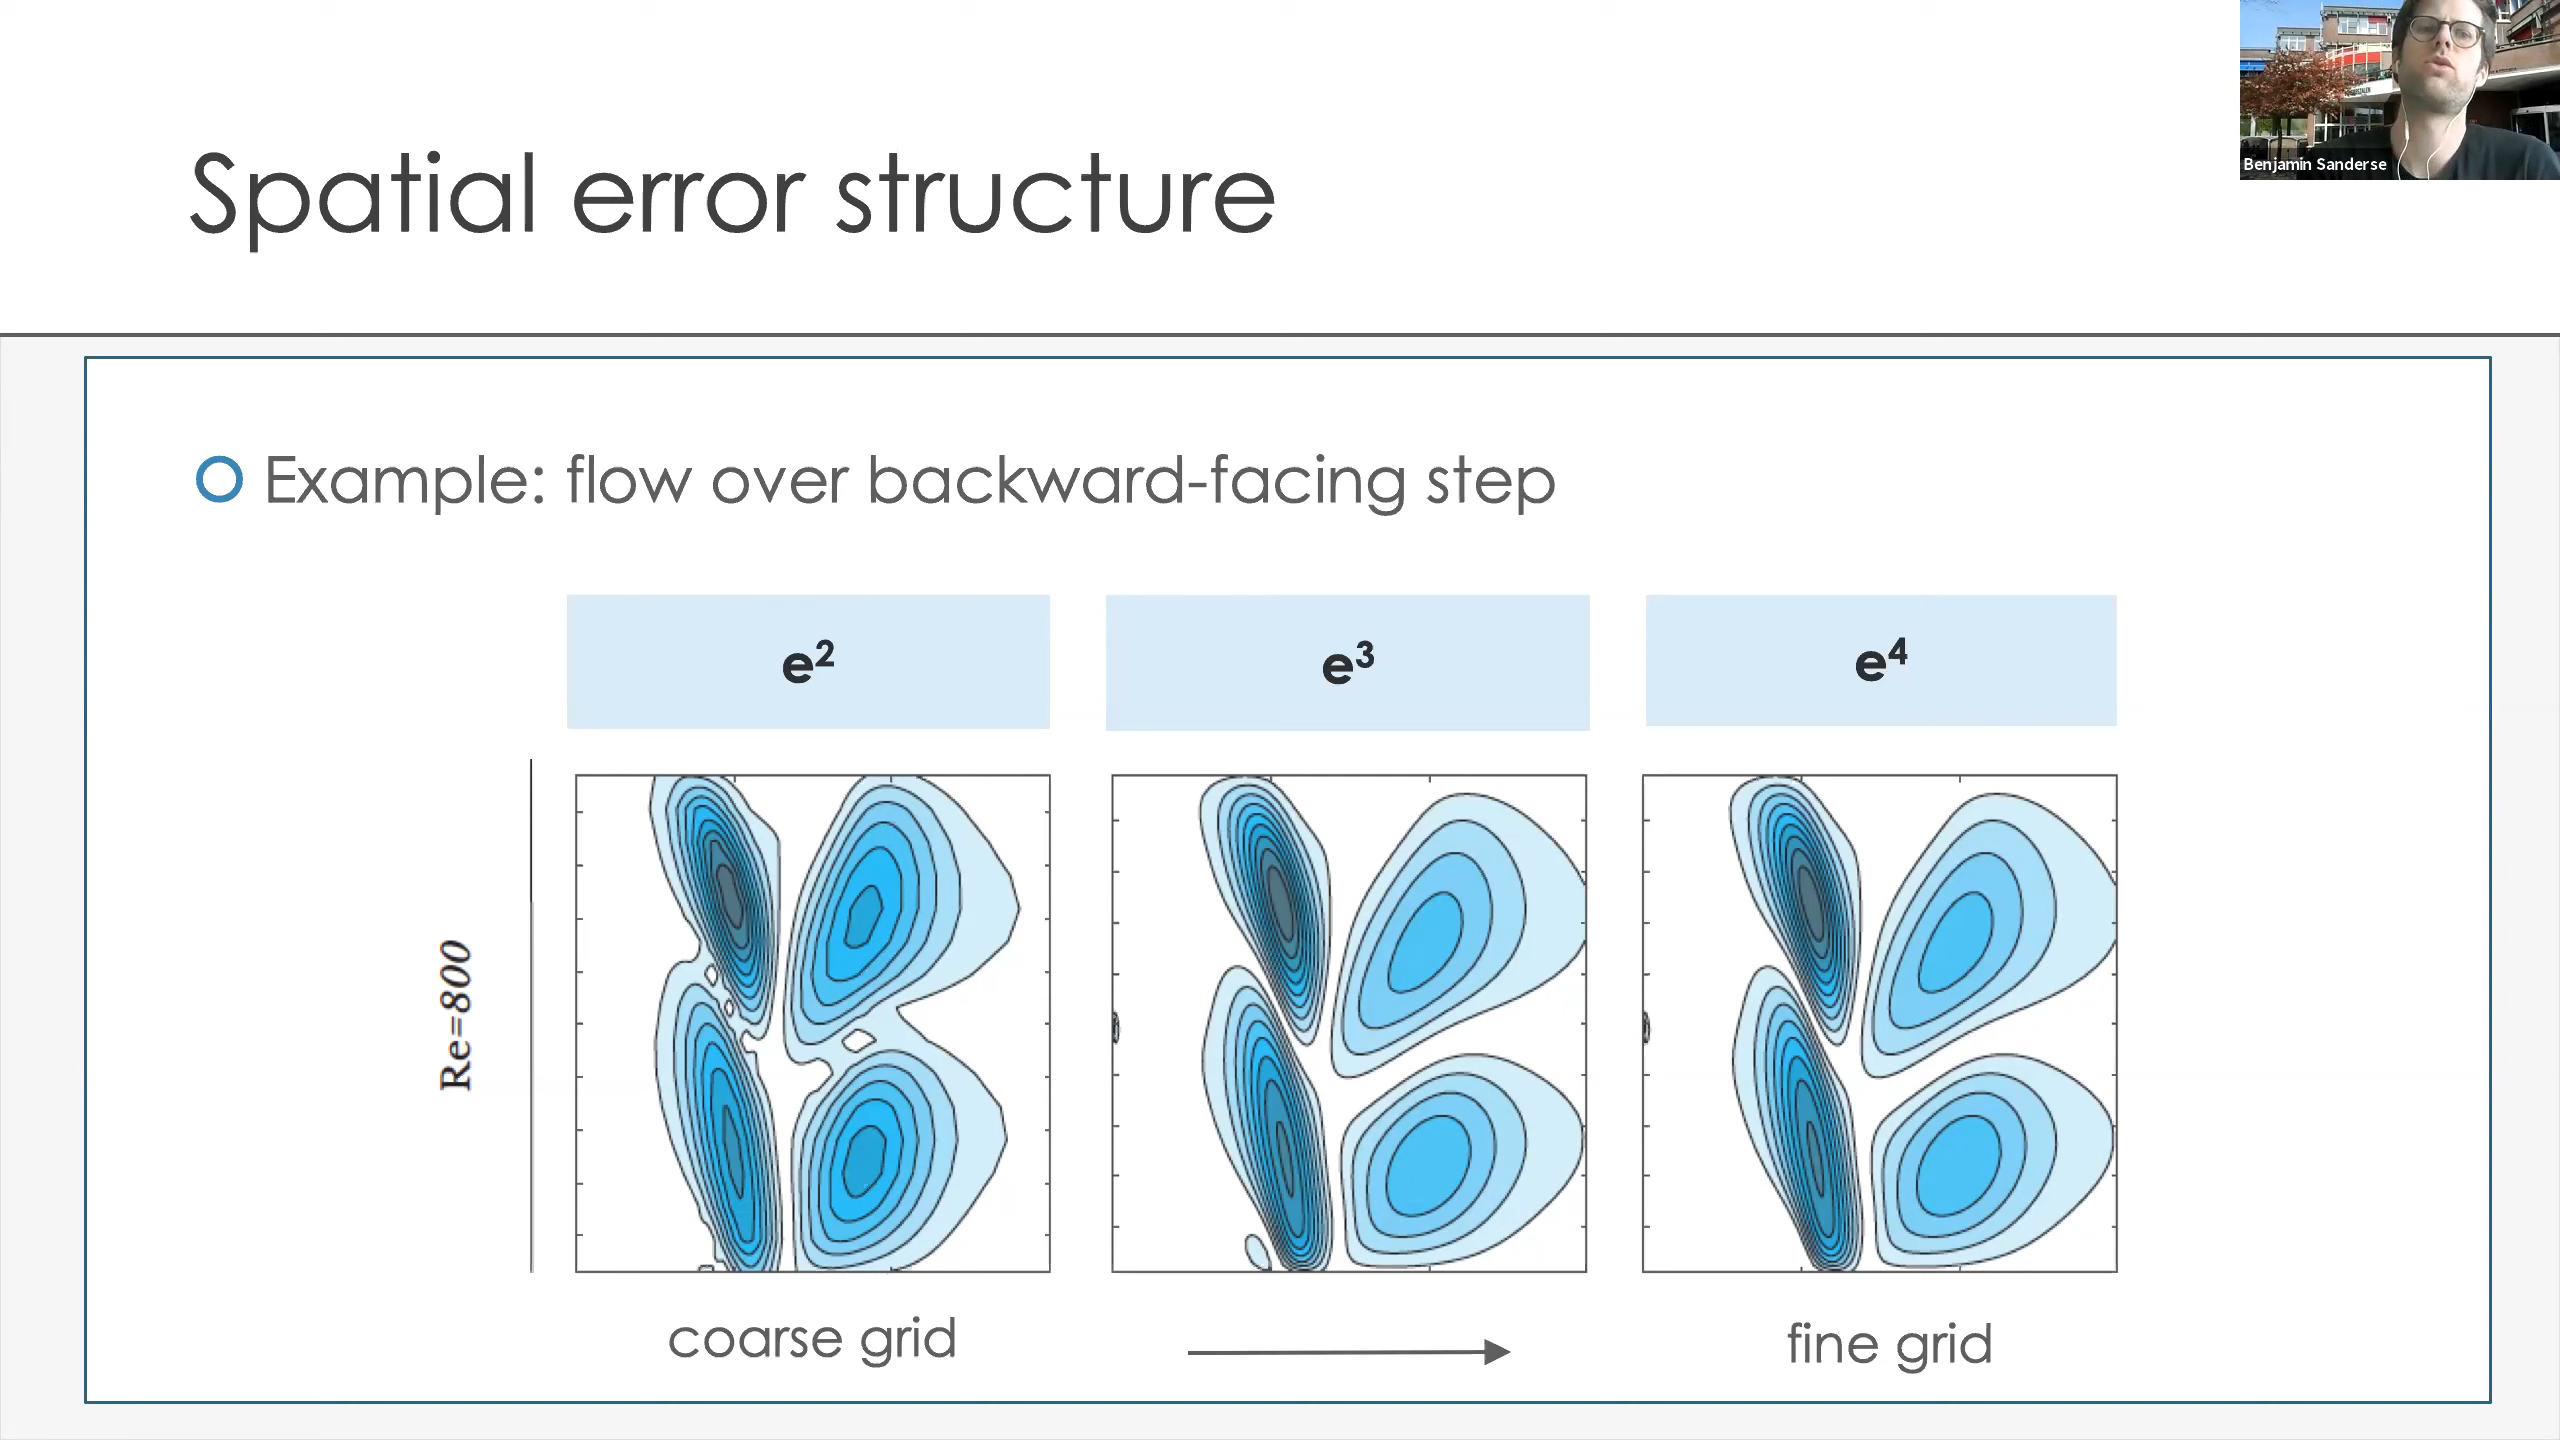 Benjamin Sanderse
Spatial error structure
Example: flow over backward-facing step
e²
e³
e⁴
Re=800
coarse grid
fine grid